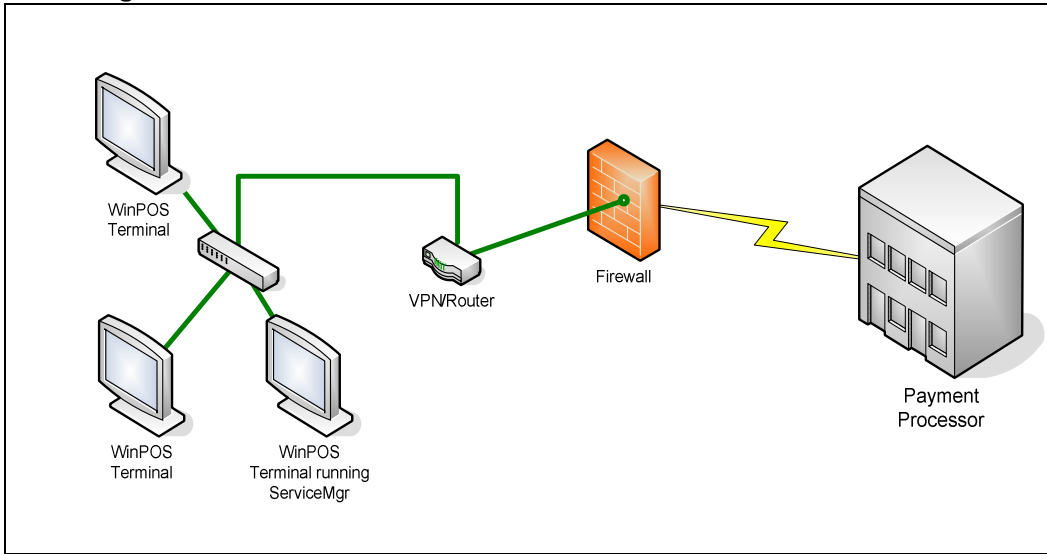 WinPOS
Terminal
VPN/Router
Firewall
WinPOS
Terminal
WinPOS
Terminal running
ServiceMgr
Payment
Processor